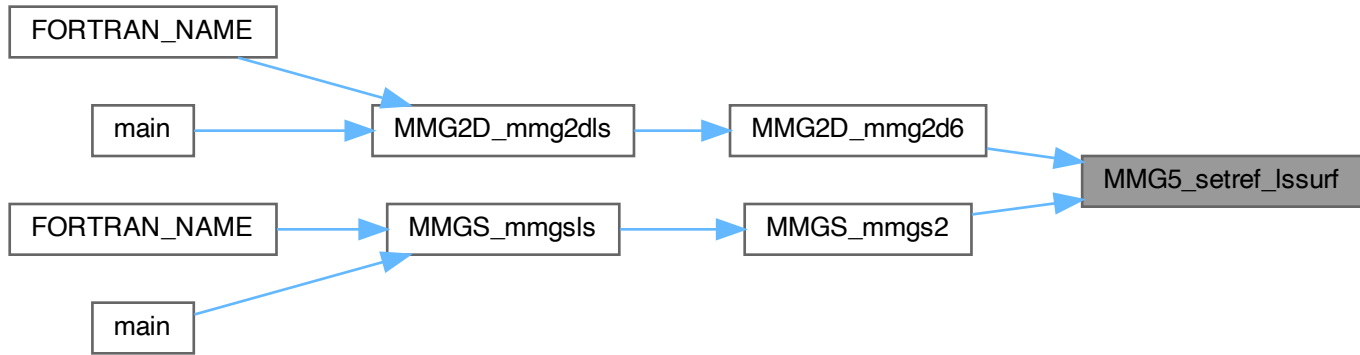 FORTRAN_NAME
main
MMG2D_mmg2dls
MMG2D_mmg2d6
MMG5_setref_lssurf
FORTRAN_NAME
MMGS_mmgsls
MMGS_mmgs2
main